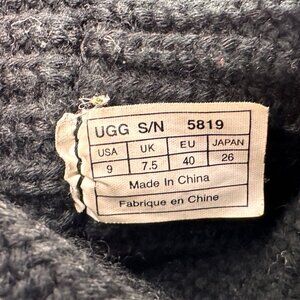 UGG S/N 5819
USA UK EU JAPAN
9 7.5 40 26
Made In China
Fabrique en Chine